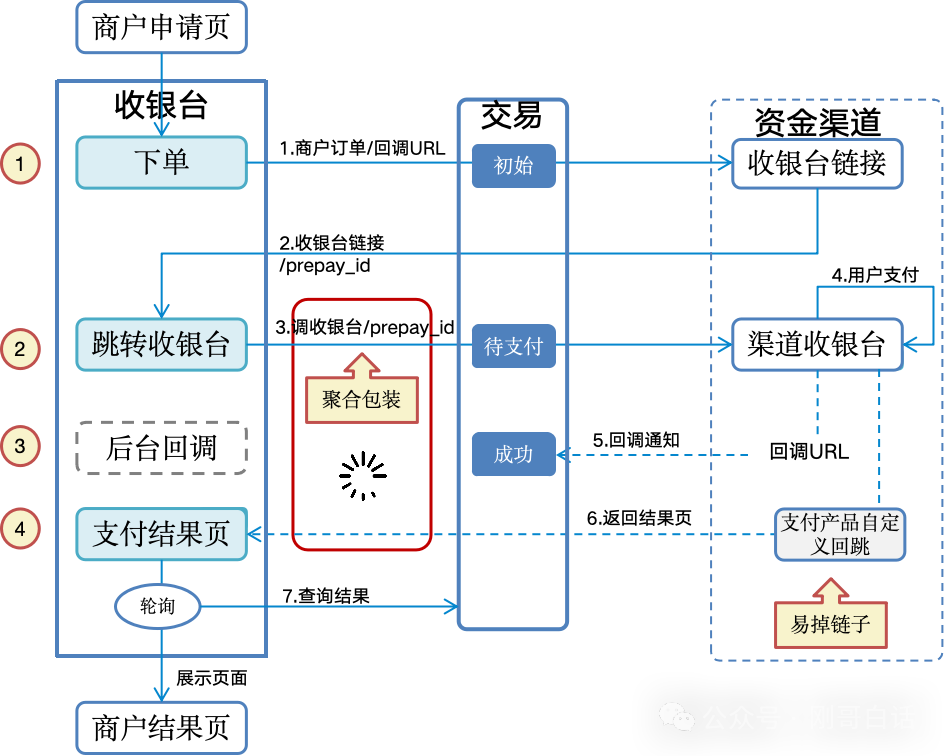 商户申请页
收银台
交易
资金渠道
1
下单
1.商户订单/回调URL
初始
收银台链接
2.收银台链接
/prepay_id
4.用户支付
2
跳转收银台
3.调收银台/prepay_id
待支付
渠道收银台
聚合包装
3
后台回调
成功
5.回调通知
回调URL
4
支付结果页
6.返回结果页
支付产品自定
义回跳
轮询
7.查询结果
易掉链子
展示页面
商户结果页
公众号